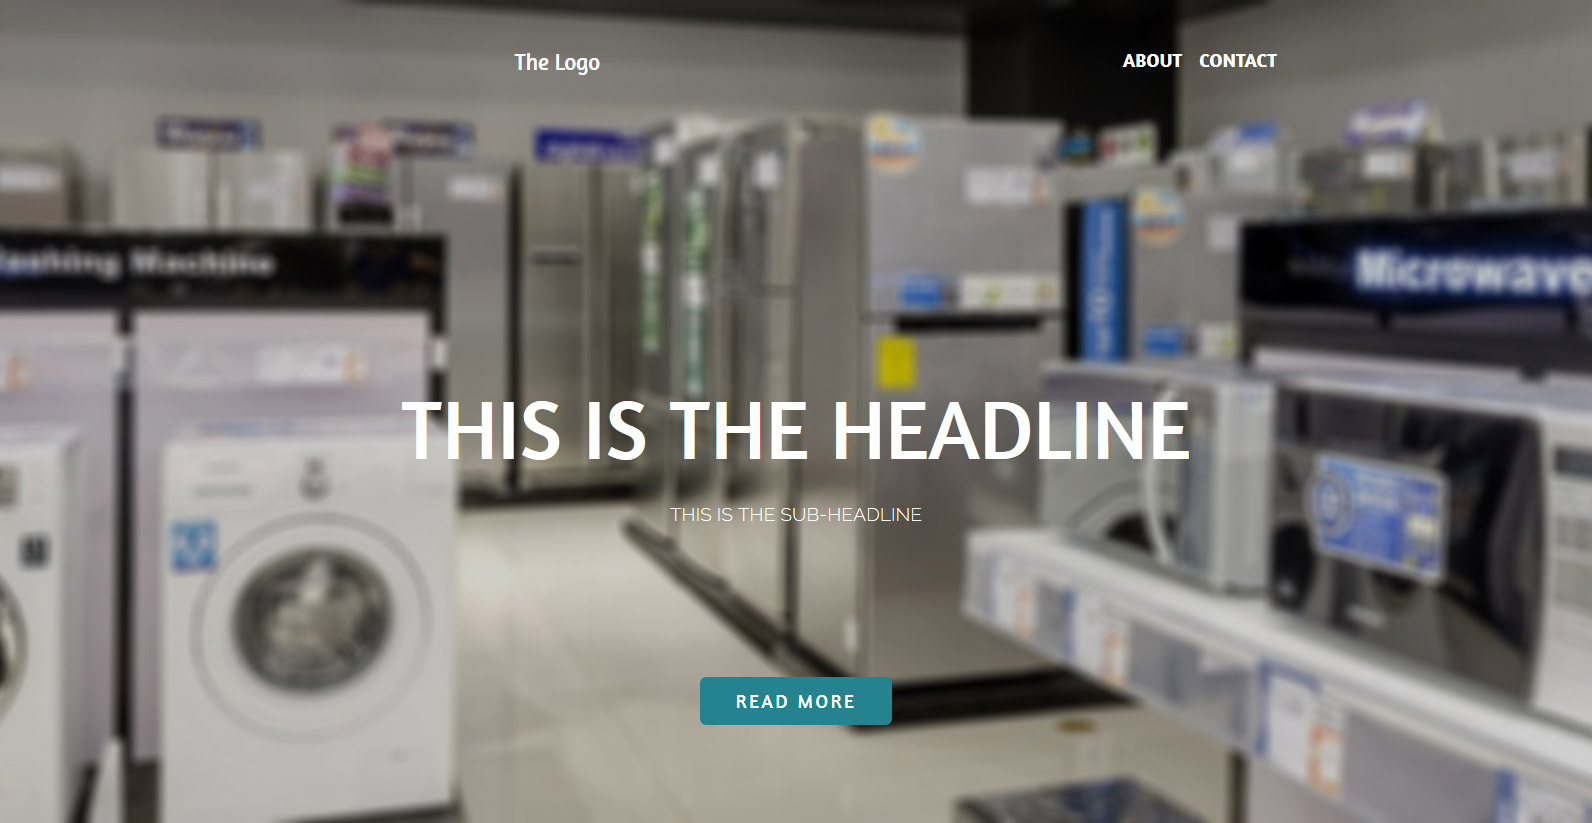 The Logo
ABOUT CONTACT
Washing Machine
Microwave
THIS IS THE HEADLINE
THIS IS THE SUB-HEADLINE
READ MORE